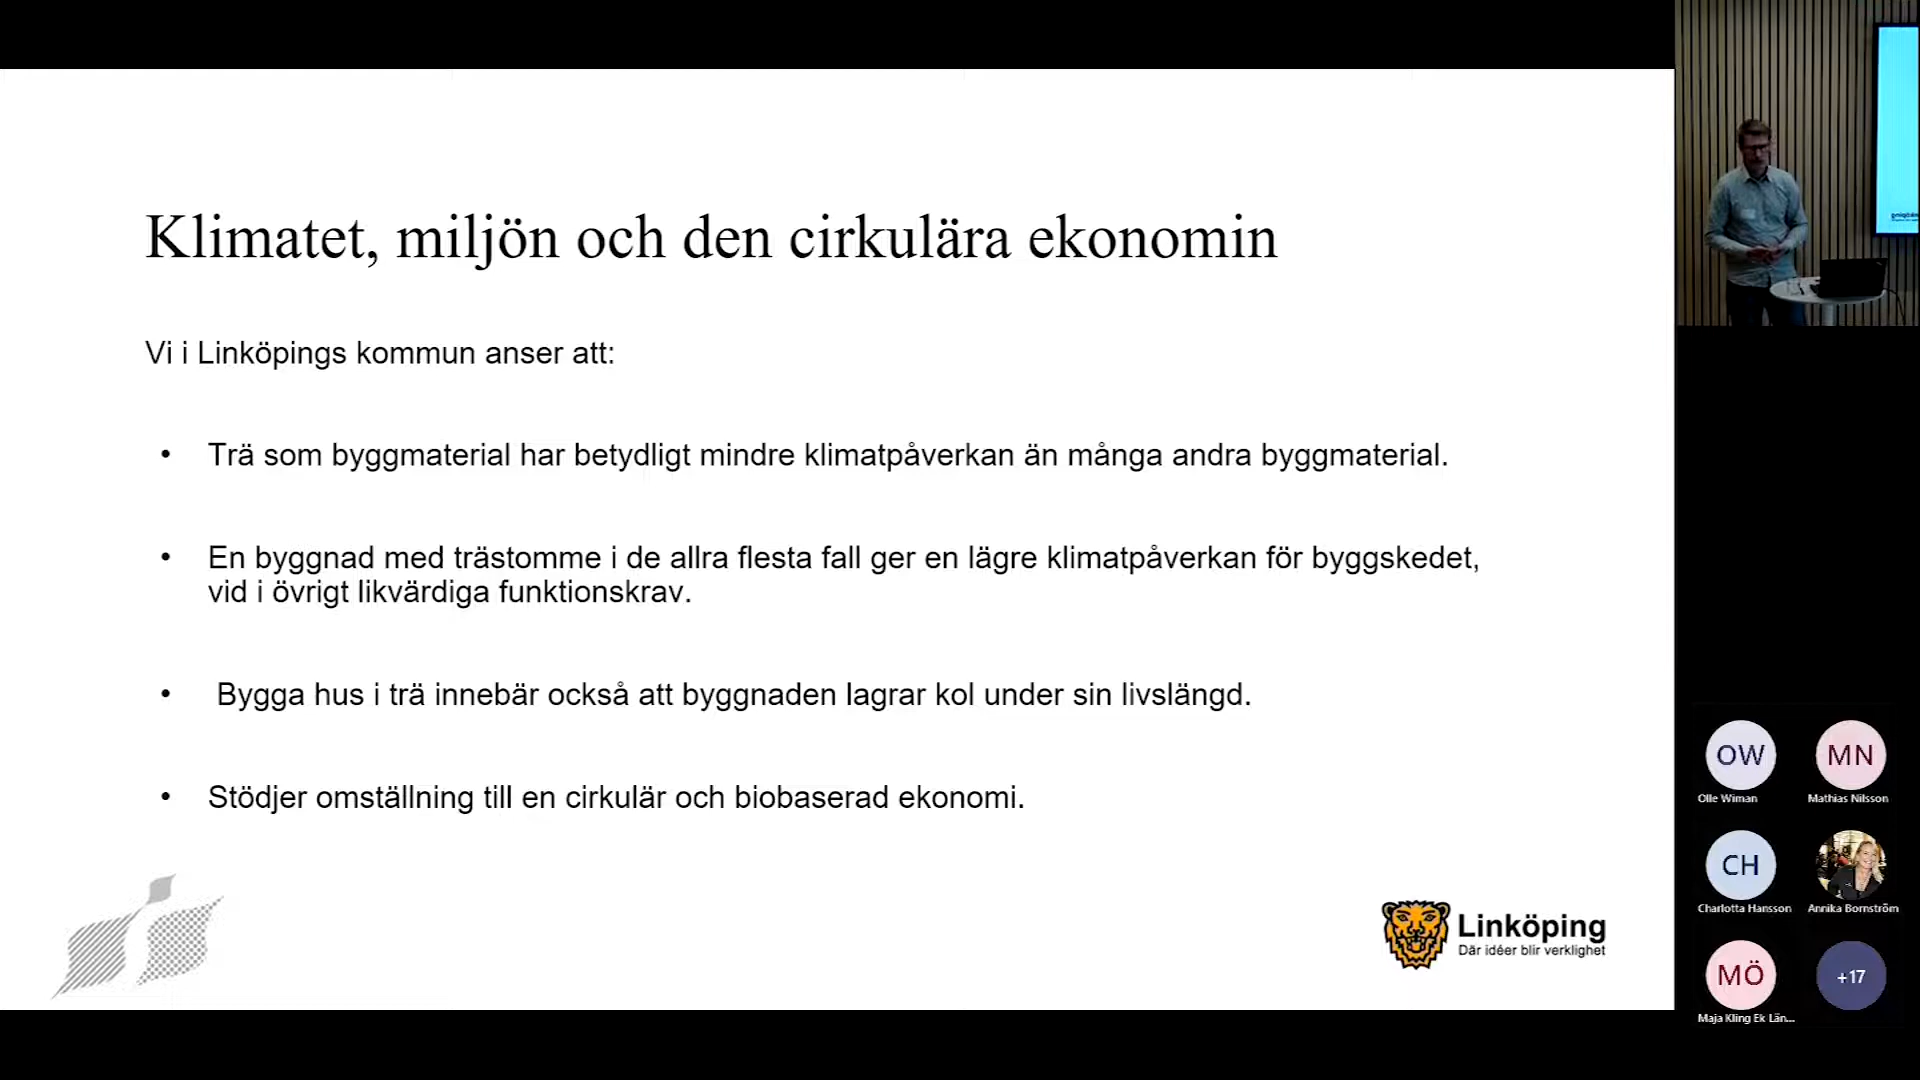 Klimatet, miljön och den cirkulära ekonomin
Vi i Linköpings kommun anser att:
• Trä som byggmaterial har betydligt mindre klimatpåverkan än många andra byggmaterial.
• En byggnad med trästomme i de allra flesta fall ger en lägre klimatpåverkan för byggskedet,
vid i övrigt likvärdiga funktionskrav.
• Bygga hus i trä innebär också att byggnaden lagrar kol under sin livslängd.
• Stödjer omställning till en cirkulär och biobaserad ekonomi.
Linköping
Där idéer blir verklighet
OW
Olle Wiman
MN
Mathias Nilsson
CH
Charlotta Hansson
Annika Bornström
MÖ
Maja Kling Ek Län...
+17